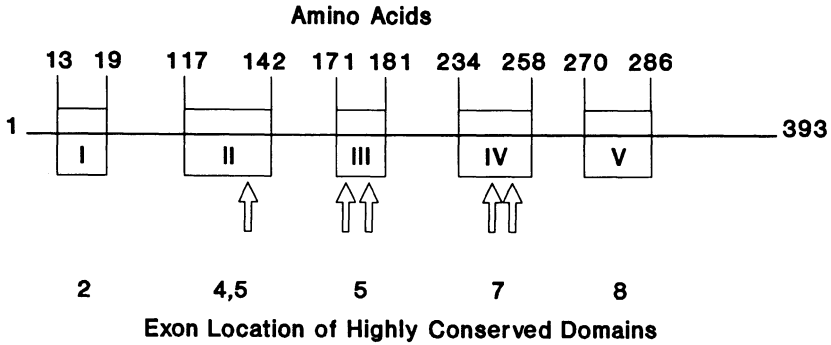 Amino Acids
13 19 117 142 171 181 234 258 270 286
1 393
I II III IV V
2 4,5 5 7 8
Exon Location of Highly Conserved Domains